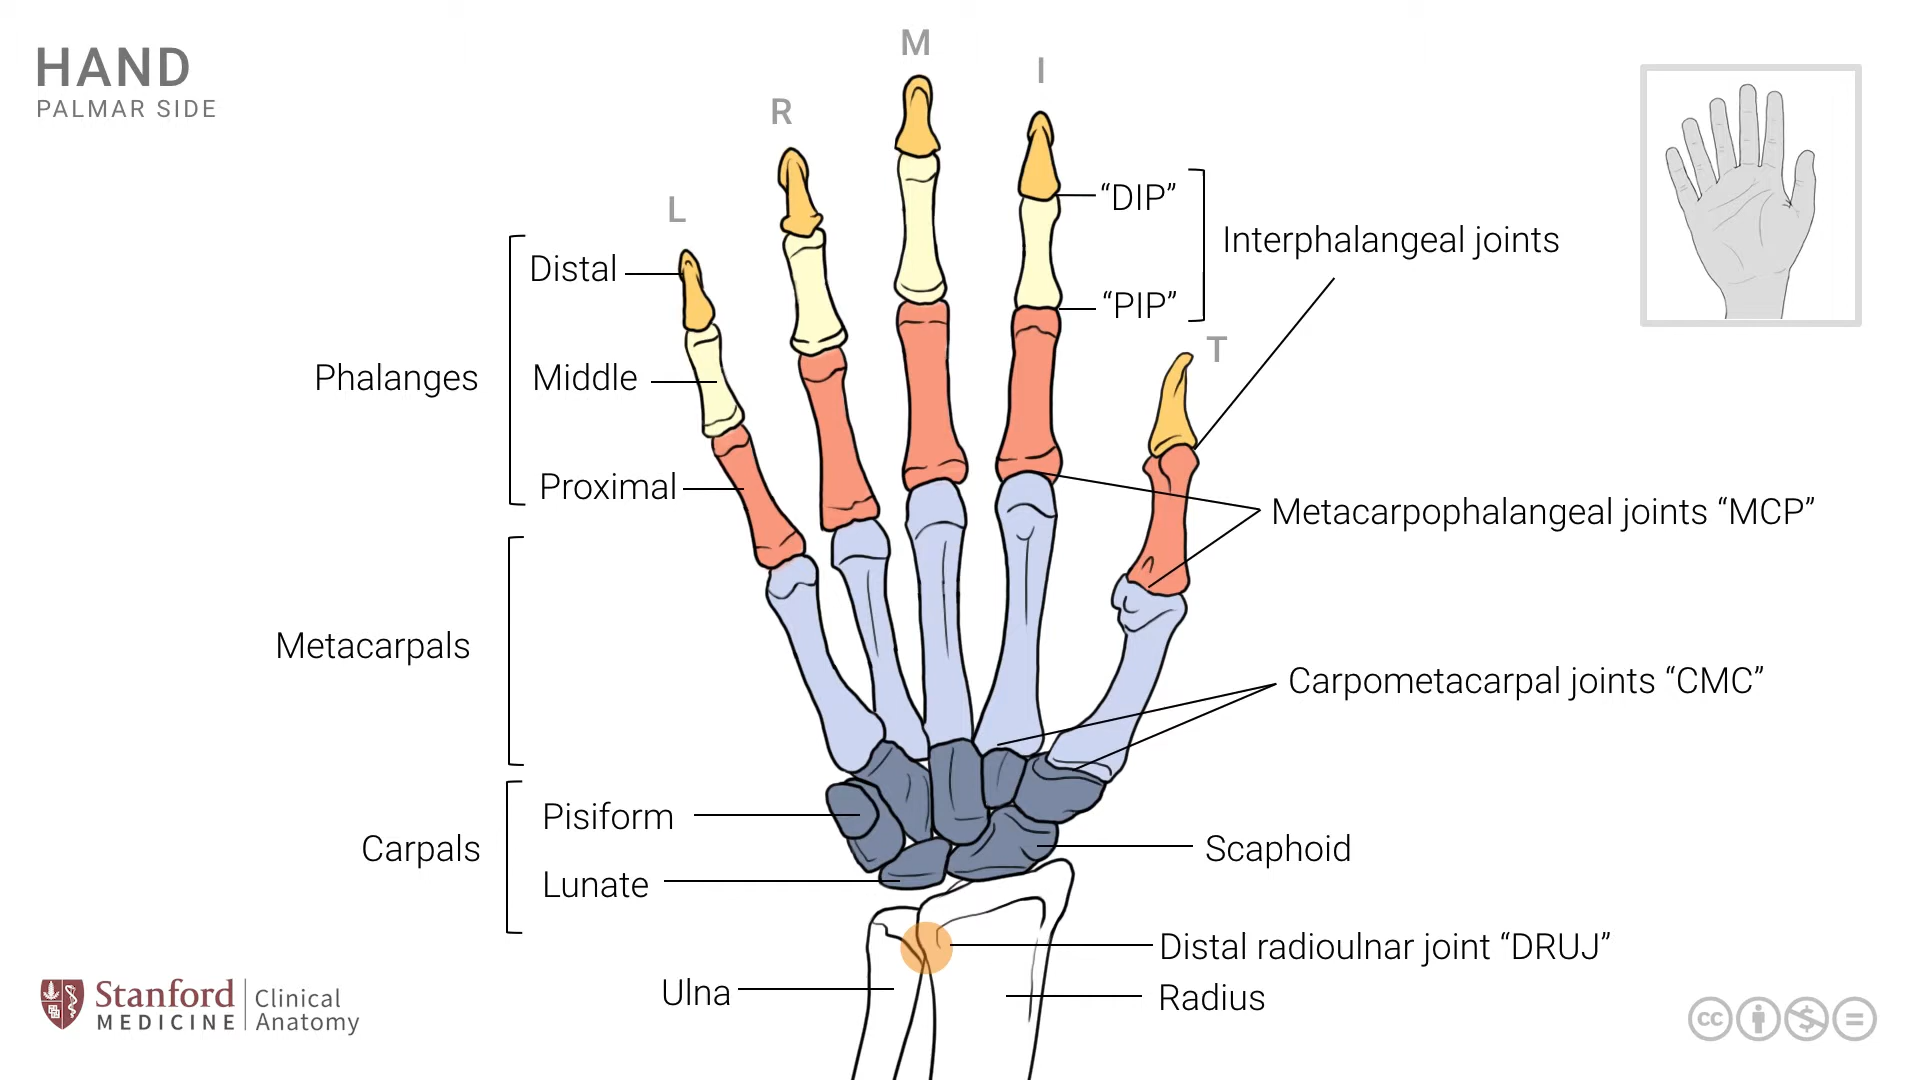 HAND
PALMAR SIDE
M
I
R
L
T
"DIP"
"PIP"
Interphalangeal joints
Distal
Phalanges
Middle
Proximal
Metacarpophalangeal joints “MCP”
Metacarpals
Carpometacarpal joints “CMC”
Pisiform
Carpals
Lunate
Scaphoid
Distal radioulnar joint “DRUJ”
Ulna
Radius
Stanford
MEDICINE
Clinical
Anatomy
cc